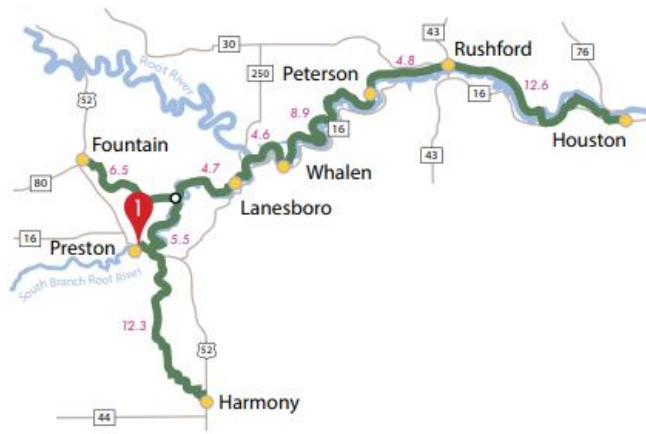 43
Rushford
76
30
4.8
Root River
250
Peterson
12.6
52
8.9
16
16
Fountain
4.6
Houston
6.5
4.7
Whalen
43
80
Lanesboro
1
16
Preston
5.5
South Branch Root River
12.3
52
Harmony
44